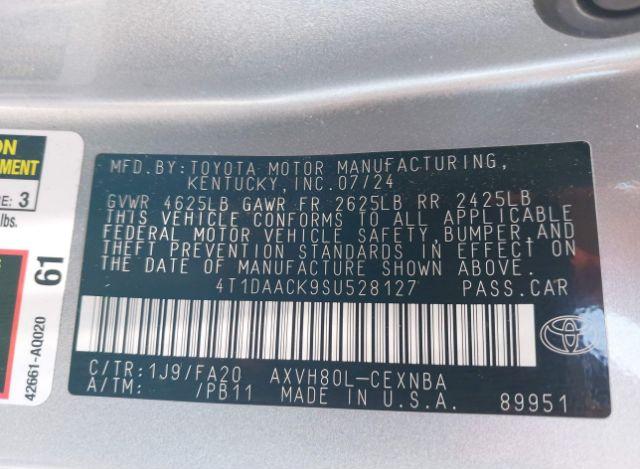 ON
EMENT
E: 3
lbs.
61
42661-A0020
MFD.BY:TOYOTA MOTOR MANUFACTURING,
KENTUCKY, INC. 07/24
GVWR 4625LB GAWR FR 2625LB RR 2425LB
THIS VEHICLE CONFORMS TO ALL APPLICABLE
FEDERAL MOTOR VEHICLE SAFETY, BUMPER, AND
THEFT PREVENTION STANDARDS IN EFFECT ON
THE DATE OF MANUFACTURE SHOWN ABOVE.
4T1DAACK9SU528127 PASS.CAR
C/TR:1J9/FA20 AXVH80L-CEXNBA
A/TM: /PB11 MADE IN U.S.A. 89951